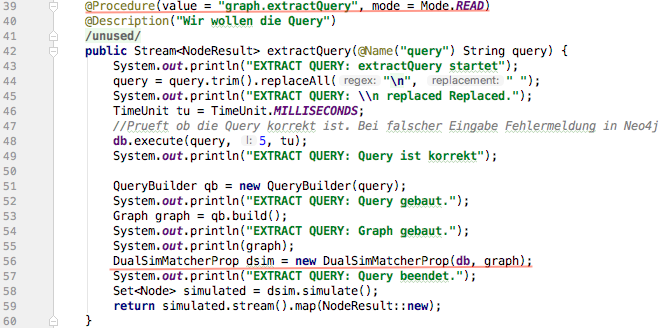 39 @Procedure(value = "graph.extractQuery", mode = Mode.READ)
40 @Description("Wir wollen die Query")
41 /unused/
42 public Stream<NodeResult> extractQuery(@Name("query") String query) {
43 System.out.println("EXTRACT QUERY: extractQuery startet");
44 query = query.trim().replaceAll( regex: "\n", replacement: " ");
45 System.out.println("EXTRACT QUERY: \\n replaced Replaced.");
46 TimeUnit tu = TimeUnit.MILLISECONDS;
47 //Prueft ob die Query korrekt ist. Bei falscher Eingabe Fehlermeldung in Neo4j
48 db.execute(query, l: 5, tu);
49 System.out.println("EXTRACT QUERY: Query ist korrekt");
50
51 QueryBuilder qb = new QueryBuilder(query);
52 System.out.println("EXTRACT QUERY: Query gebaut.");
53 Graph graph = qb.build();
54 System.out.println("EXTRACT QUERY: Graph gebaut.");
55 System.out.println(graph);
56 DualSimMatcherProp dsim = new DualSimMatcherProp(db, graph);
57 System.out.println("EXTRACT QUERY: Query beendet.");
58 Set<Node> simulated = dsim.simulate();
59 return simulated.stream().map(NodeResult::new);
60 }